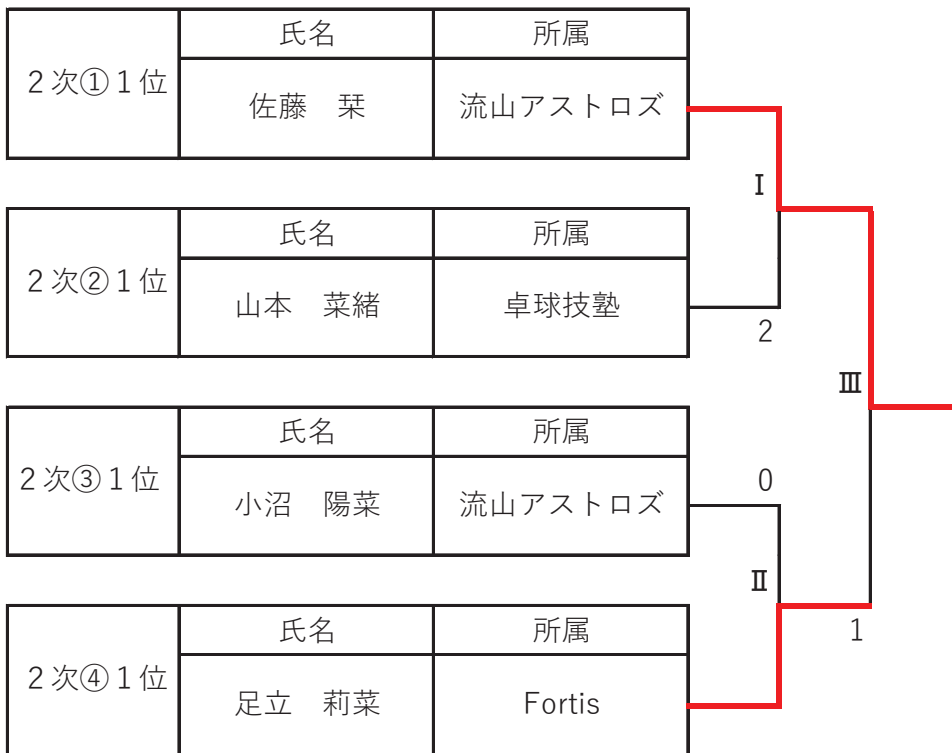 氏名 所属
2次①1位
佐藤 栞 流山アストロズ
Ⅰ
氏名 所属
2次②1位
山本 菜緒 卓球技塾
2
Ⅲ
氏名 所属
2次③1位
小沼 陽菜 流山アストロズ
0
Ⅱ
氏名 所属
1
2次④1位
足立 莉菜 Fortis